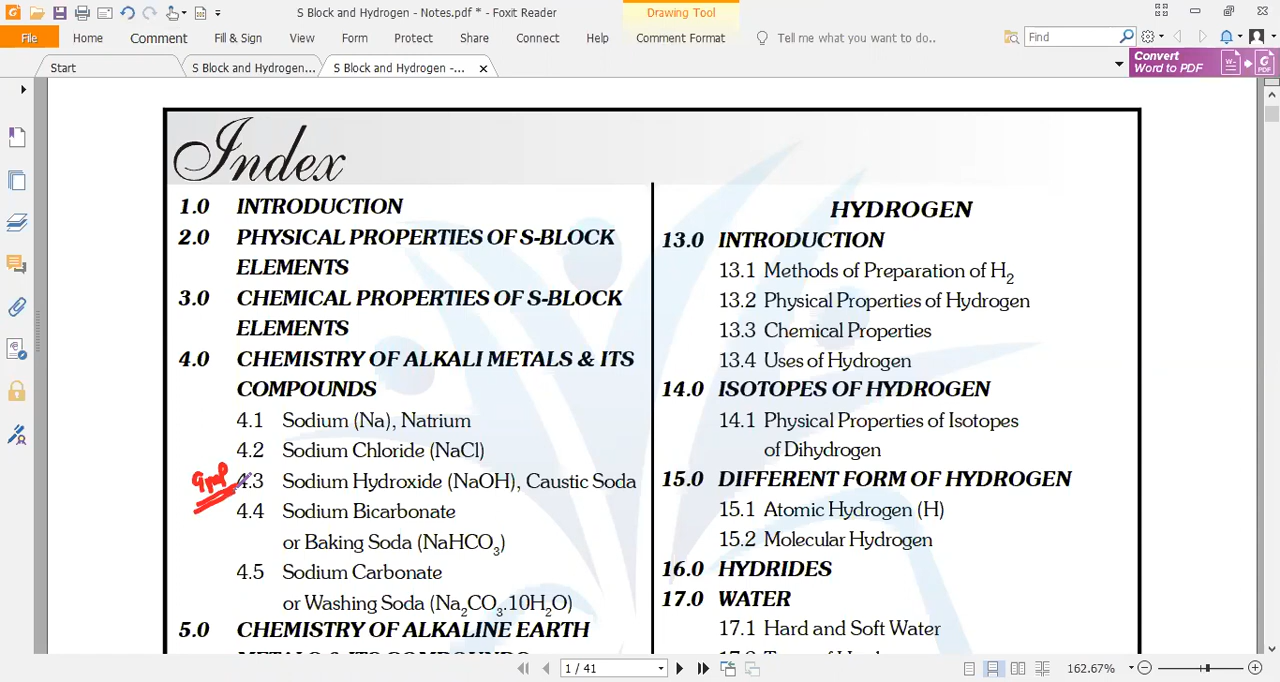 S Block and Hydrogen - Notes.pdf * - Foxit Reader
Drawing Tool
File
Home
Comment
Fill & Sign
View
Form
Protect
Share
Connect
Help
Comment Format
Tell me what you want to do..
Find
Start
S Block and Hydrogen...
S Block and Hydrogen -...
Convert
Word to PDF
Index
1.0 INTRODUCTION
2.0 PHYSICAL PROPERTIES OF S-BLOCK
ELEMENTS
3.0 CHEMICAL PROPERTIES OF S-BLOCK
ELEMENTS
4.0 CHEMISTRY OF ALKALI METALS & ITS
COMPOUNDS
4.1 Sodium (Na), Natrium
4.2 Sodium Chloride (NaCl)
4.3 Sodium Hydroxide (NaOH), Caustic Soda
4.4 Sodium Bicarbonate
or Baking Soda (NaHCO3)
4.5 Sodium Carbonate
or Washing Soda (Na2CO3.10H2O)
5.0 CHEMISTRY OF ALKALINE EARTH
HYDROGEN
13.0 INTRODUCTION
13.1 Methods of Preparation of H2
13.2 Physical Properties of Hydrogen
13.3 Chemical Properties
13.4 Uses of Hydrogen
14.0 ISOTOPES OF HYDROGEN
14.1 Physical Properties of Isotopes
of Dihydrogen
15.0 DIFFERENT FORM OF HYDROGEN
15.1 Atomic Hydrogen (H)
15.2 Molecular Hydrogen
16.0 HYDRIDES
17.0 WATER
17.1 Hard and Soft Water
1 / 41
162.67%